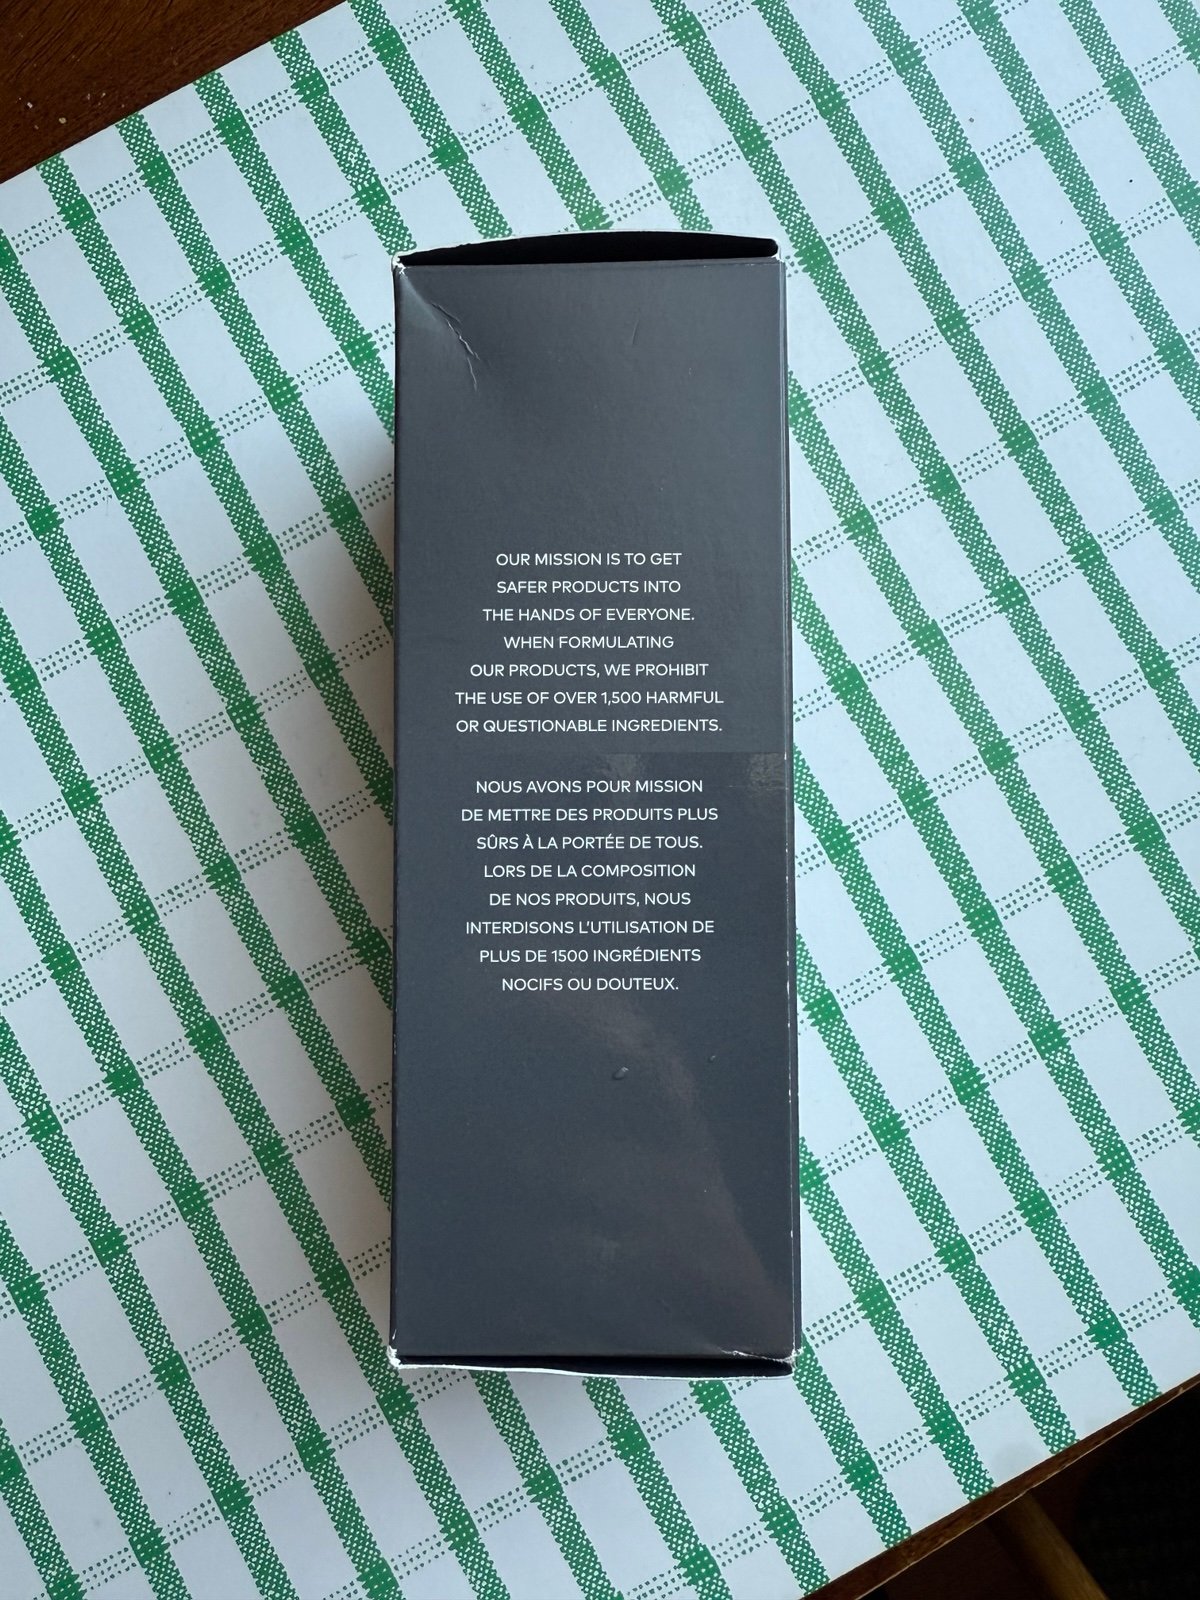 OUR MISSION IS TO GET
SAFER PRODUCTS INTO
THE HANDS OF EVERYONE.
WHEN FORMULATING
OUR PRODUCTS, WE PROHIBIT
THE USE OF OVER 1,500 HARMFUL
OR QUESTIONABLE INGREDIENTS.
NOUS AVONS POUR MISSION
DE METTRE DES PRODUITS PLUS
SÛRS À LA PORTÉE DE TOUS.
LORS DE LA COMPOSITION
DE NOS PRODUITS, NOUS
INTERDISONS L'UTILISATION DE
PLUS DE 1500 INGRÉDIENTS
NOCIFS OU DOUTEUX.